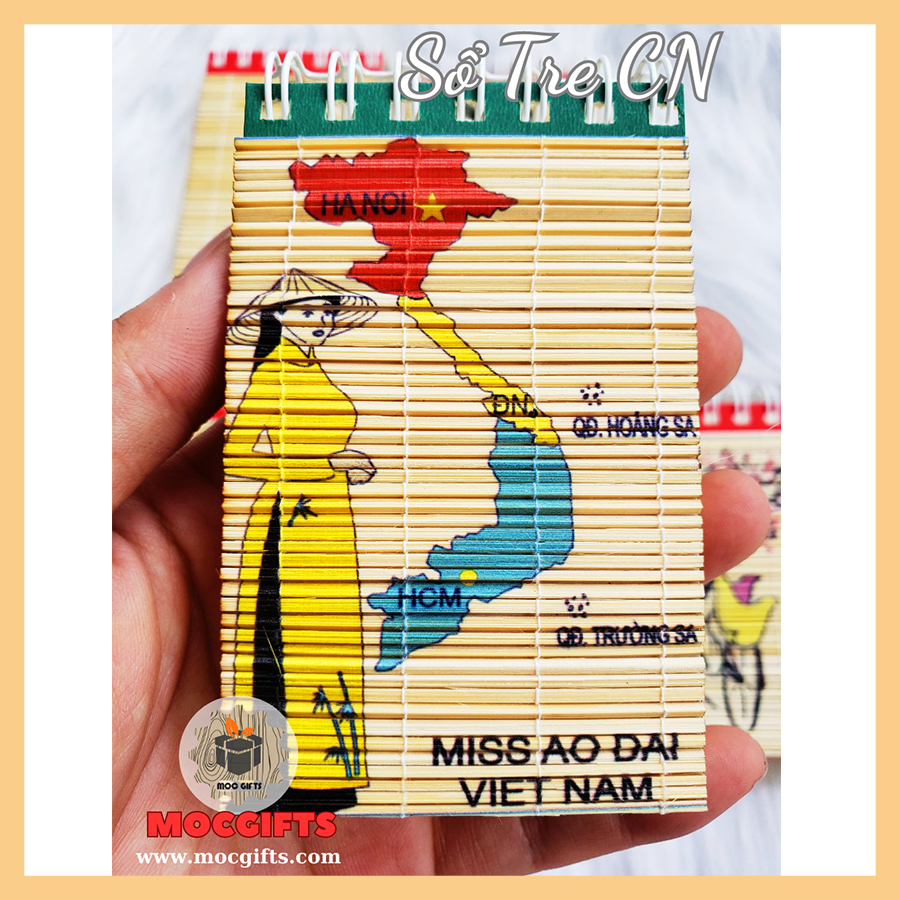 Sổ Tre CN
HA NOI
ĐN
QĐ. HOÀNG SA
HCM
QĐ. TRƯỜNG SA
MISS AO DAI
VIET NAM
MOC GIFTS
MOCGIFTS
www.mocgifts.com